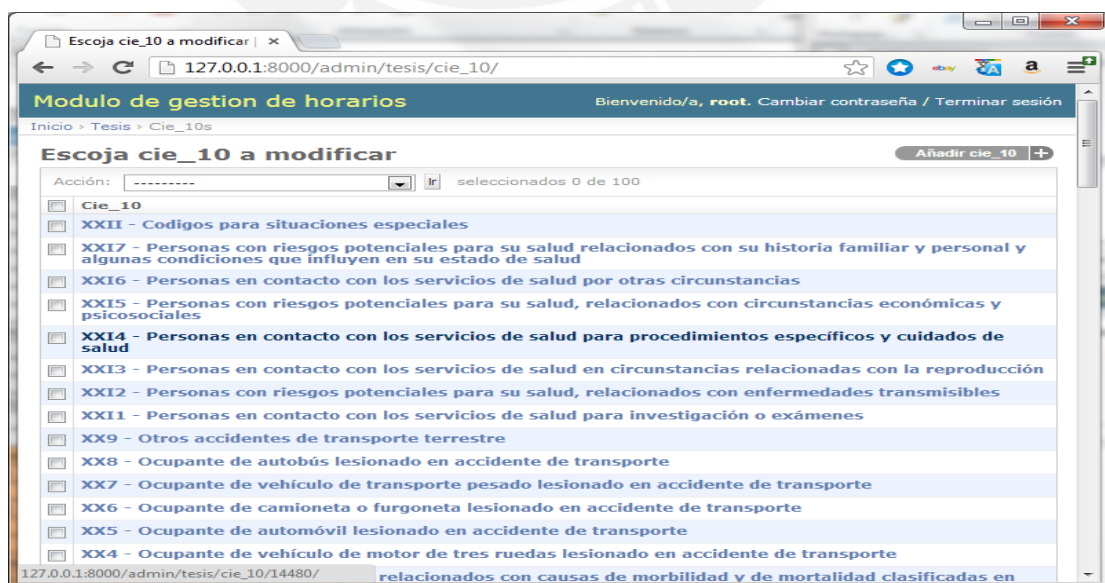 Escoja cie_10 a modificar |
127.0.0.1:8000/admin/tesis/cie_10/
ebay
a
Modulo de gestion de horarios
Bienvenido/a, root. Cambiar contraseña / Terminar sesión
Inicio › Tesis › Cie_10s
Escoja cie_10 a modificar
Añadir cie_10 +
Acción: --------- Ir seleccionados 0 de 100
Cie_10
XXII - Codigos para situaciones especiales
XXI7 - Personas con riesgos potenciales para su salud relacionados con su historia familiar y personal y
algunas condiciones que influyen en su estado de salud
XXI6 - Personas en contacto con los servicios de salud por otras circunstancias
XXI5 - Personas con riesgos potenciales para su salud, relacionados con circunstancias económicas y
psicosociales
XXI4 - Personas en contacto con los servicios de salud para procedimientos específicos y cuidados de
salud
XXI3 - Personas en contacto con los servicios de salud en circunstancias relacionadas con la reproducción
XXI2 - Personas con riesgos potenciales para su salud, relacionados con enfermedades transmisibles
XXI1 - Personas en contacto con los servicios de salud para investigación o exámenes
XX9 - Otros accidentes de transporte terrestre
XX8 - Ocupante de autobús lesionado en accidente de transporte
XX7 - Ocupante de vehículo de transporte pesado lesionado en accidente de transporte
XX6 - Ocupante de camioneta o furgoneta lesionado en accidente de transporte
XX5 - Ocupante de automóvil lesionado en accidente de transporte
XX4 - Ocupante de vehículo de motor de tres ruedas lesionado en accidente de transporte
127.0.0.1:8000/admin/tesis/cie_10/14480/
relacionados con causas de morbilidad y de mortalidad clasificadas en